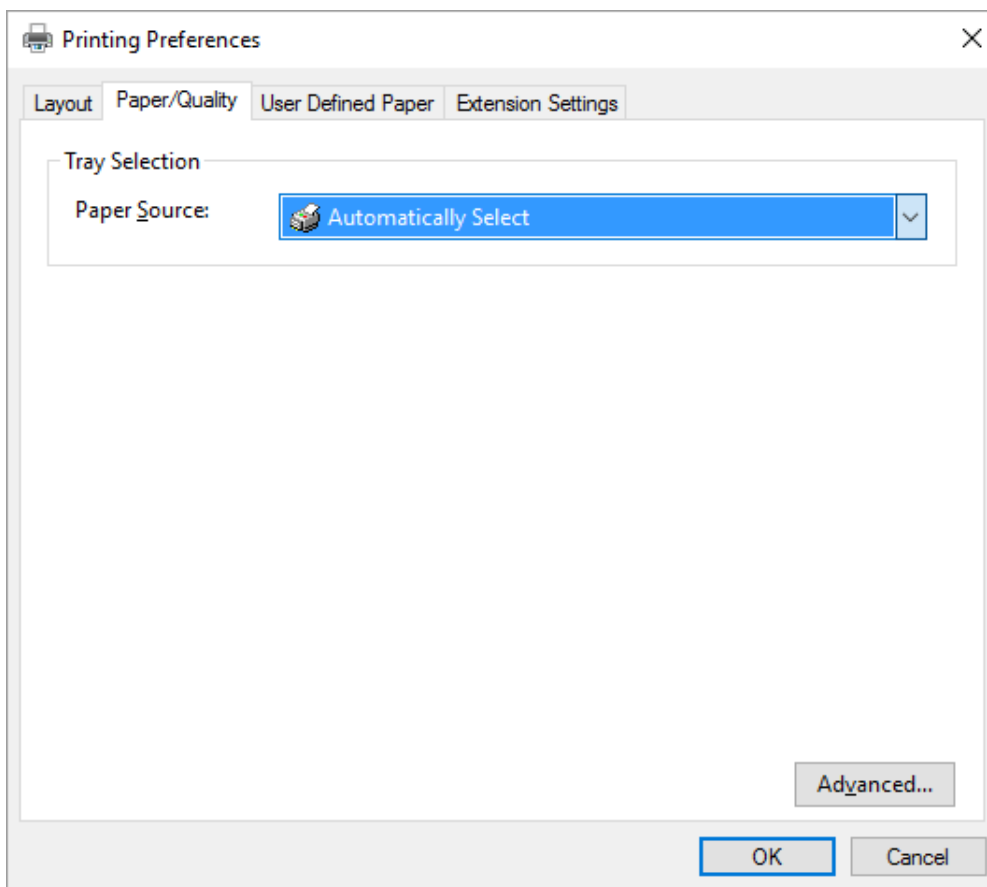 Printing Preferences
Layout Paper/Quality User Defined Paper Extension Settings
Tray Selection
Paper Source: Automatically Select
Advanced...
OK Cancel